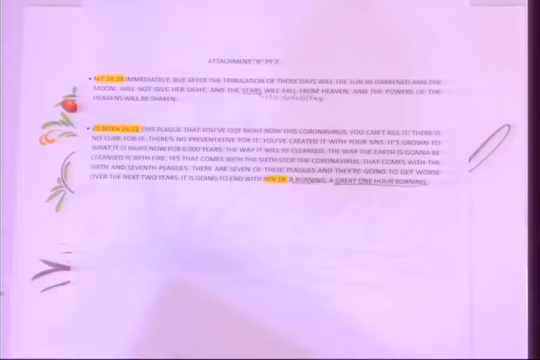 ATTACHMENT "B" PT 2
MT 24:29 IMMEDIATELY, BUT AFTER THE TRIBULATION OF THOSE DAYS WILL THE SUN BE DARKENED AND THE
MOON WILL NOT GIVE HER LIGHT, AND THE STARS WILL FALL FROM HEAVEN, AND THE POWERS OF THE
HEAVENS WILL BE SHAKEN.
THIS PLAGUE THAT YOU'VE GOT RIGHT NOW THIS CORONAVIRUS, YOU CAN'T KILL IT. THERE IS
NO CURE FOR IT. THERE'S NO PREVENTATIVE FOR IT. YOU'VE CREATED IT WITH YOUR SINS. IT'S GROWN TO
WHAT IT IS RIGHT NOW FOR 6,000 YEARS. THE WAY IT WILL BE CLEANSED, THE WAY THE EARTH IS GONNA BE
CLEANSED IS WITH FIRE. YES THAT COMES WITH THE SIXTH STOP THE CORONAVIRUS. THAT COMES WITH THE
SIXTH AND SEVENTH PLAGUES. THERE ARE SEVEN OF THESE PLAGUES AND THEY'RE GOING TO GET WORSE
OVER THE NEXT TWO YEARS. IT IS GOING TO END WITH REV 18, A BURNING, A GREAT ONE HOUR BURNING.